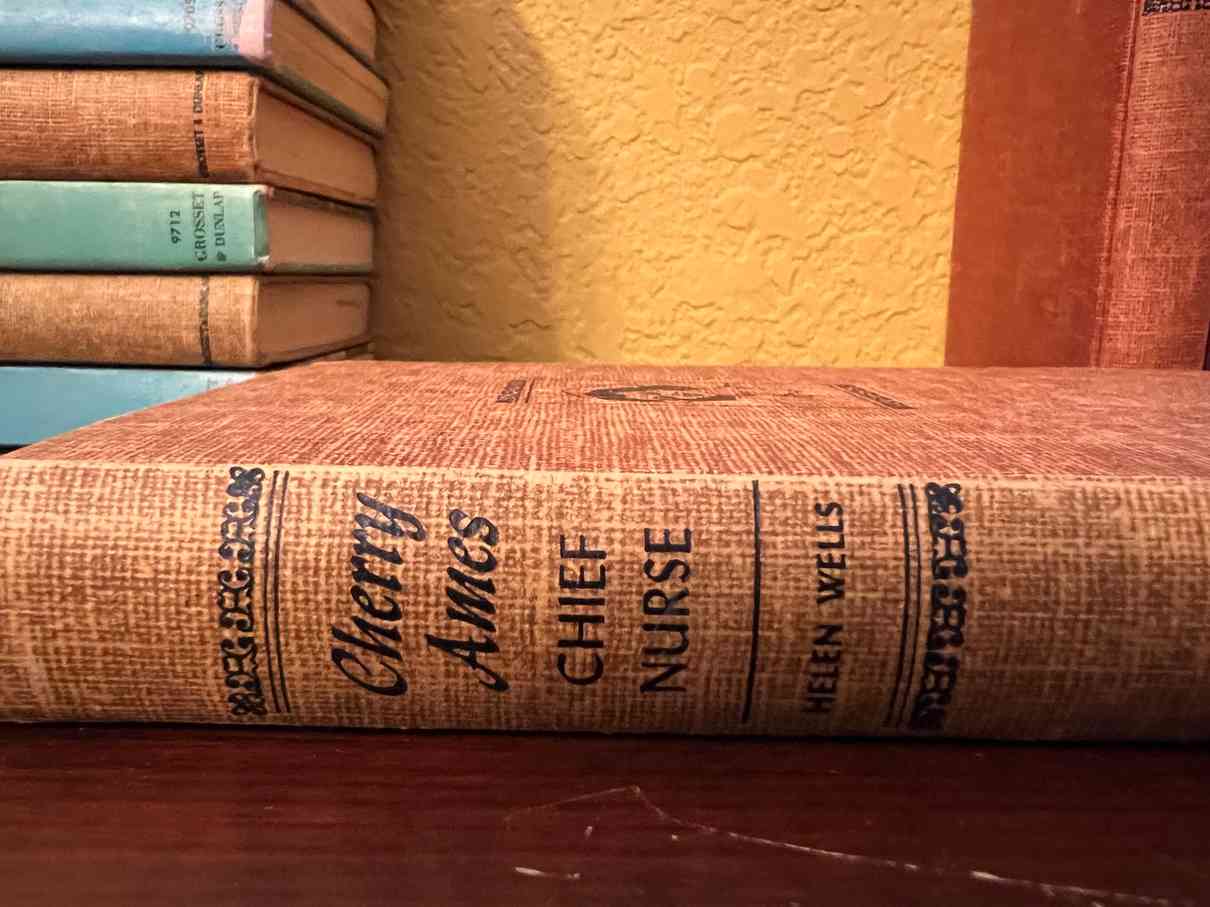 Cherry
Ames
CHIEF
NURSE
HELEN WELLS
9712
GROSSET
& DUNLAP